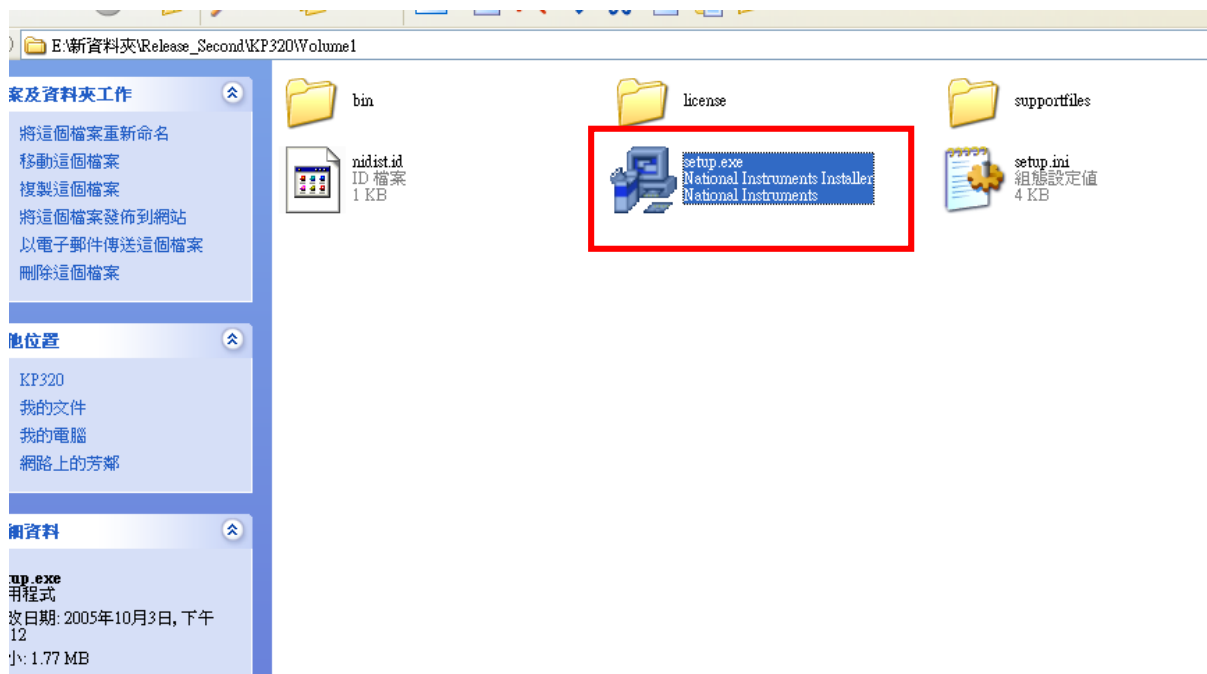 E:\新資料夾\Release_Second\KP320\Volume1
案及資料夾工作
將這個檔案重新命名
移動這個檔案
複製這個檔案
將這個檔案發佈到網站
以電子郵件傳送這個檔案
刪除這個檔案
他位置
KP320
我的文件
我的電腦
網路上的芳鄰
細資料
tup.exe
用程式
改日期: 2005年10月3日, 下午
12
小: 1.77 MB
bin
license
supportfiles
nidist.id
ID 檔案
1 KB
setup.exe
National Instruments Installer
National Instruments
setup.ini
組態設定值
4 KB